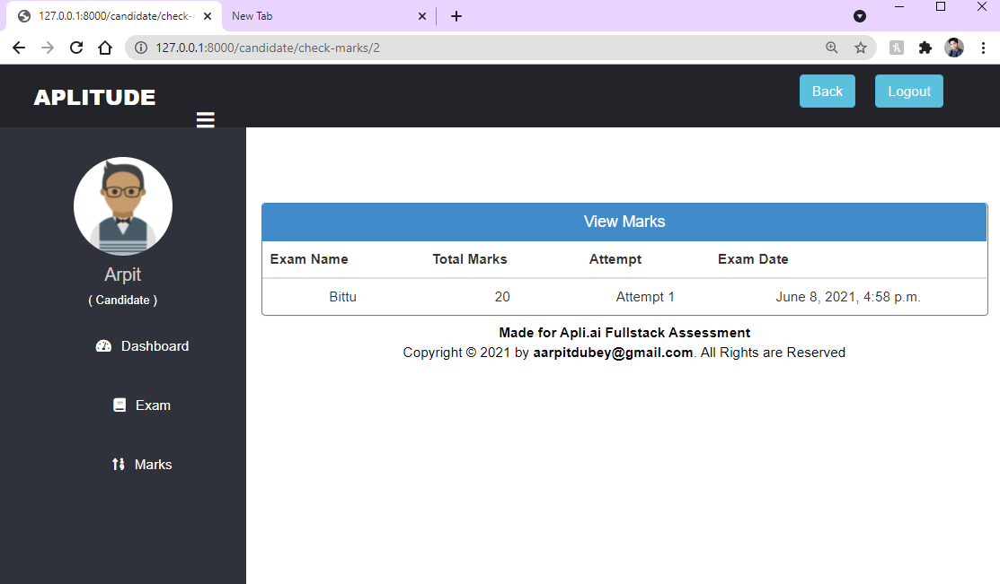 127.0.0.1:8000/candidate/check-
New Tab
127.0.0.1:8000/candidate/check-marks/2
APLITUDE
Back
Logout
Arpit
( Candidate )
Dashboard
Exam
Marks
View Marks
Exam Name Total Marks Attempt Exam Date
Bittu 20 Attempt 1 June 8, 2021, 4:58 p.m.
Made for Apli.ai Fullstack Assessment
Copyright © 2021 by aarpitdubey@gmail.com. All Rights are Reserved